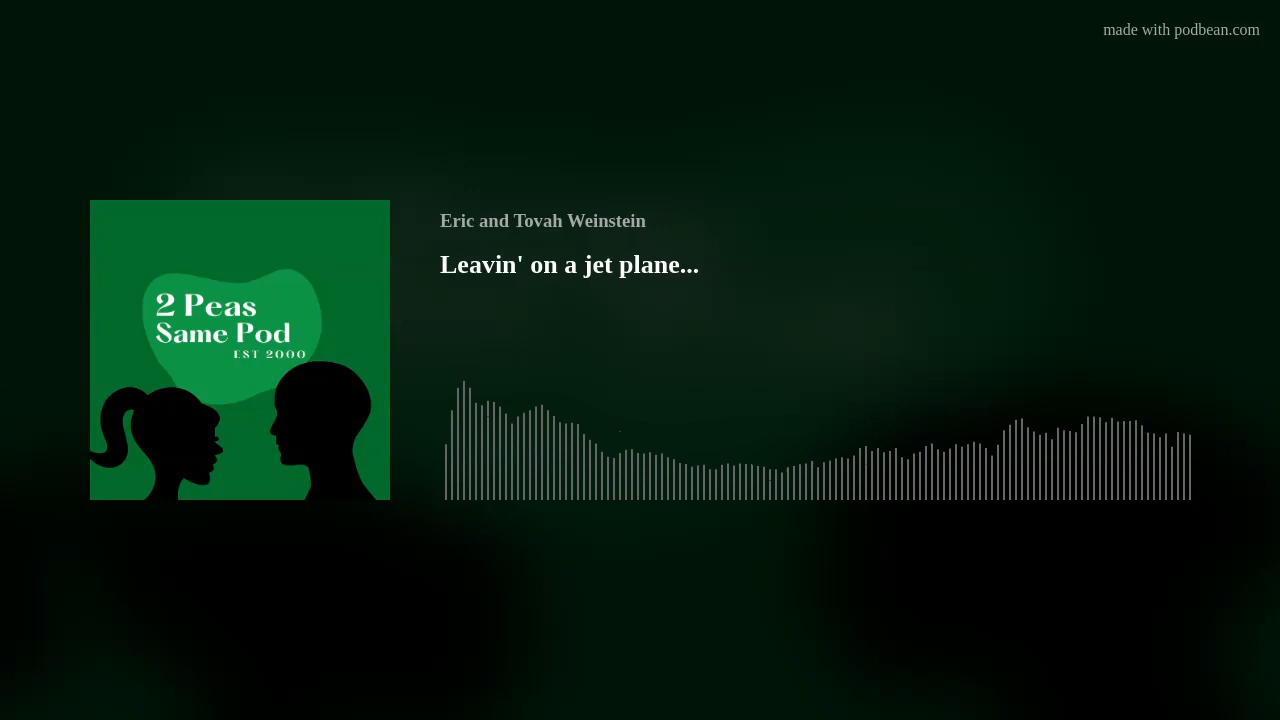 made with podbean.com
Eric and Tovah Weinstein
Leavin' on a jet plane...
2 Peas
Same Pod
EST 2000